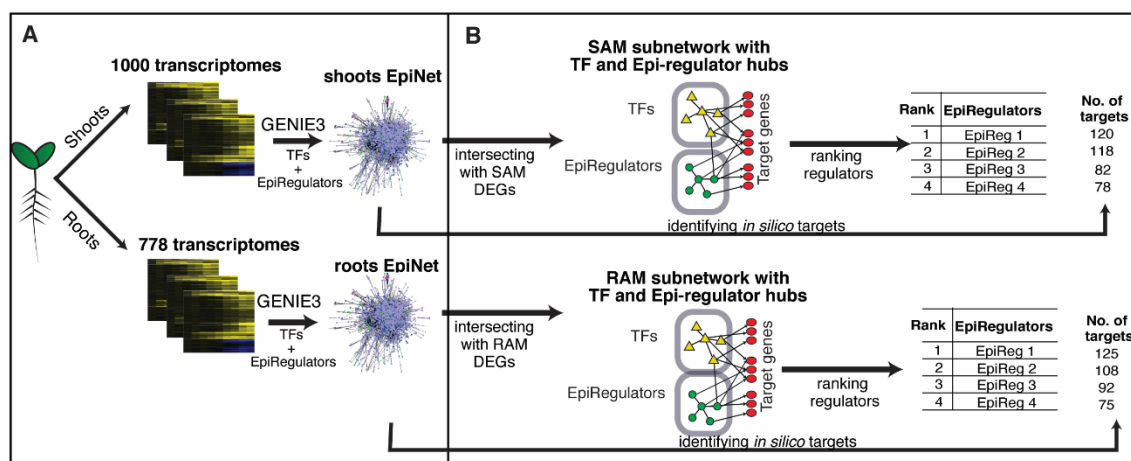 A
1000 transcriptomes
Shoots
GENIE3
TFs
+
EpiRegulators
shoots EpiNet
Roots
778 transcriptomes
GENIE3
TFs
+
EpiRegulators
roots EpiNet
B
SAM subnetwork with
TF and Epi-regulator hubs
intersecting
with SAM
DEGs
TFs
EpiRegulators
Target genes
ranking
regulators
Rank EpiRegulators No. of
targets
1 EpiReg 1 120
2 EpiReg 2 118
3 EpiReg 3 82
4 EpiReg 4 78
identifying in silico targets
RAM subnetwork with
TF and Epi-regulator hubs
intersecting
with RAM
DEGs
TFs
EpiRegulators
Target genes
ranking
regulators
Rank EpiRegulators No. of
targets
1 EpiReg 1 125
2 EpiReg 2 108
3 EpiReg 3 92
4 EpiReg 4 75
identifying in silico targets